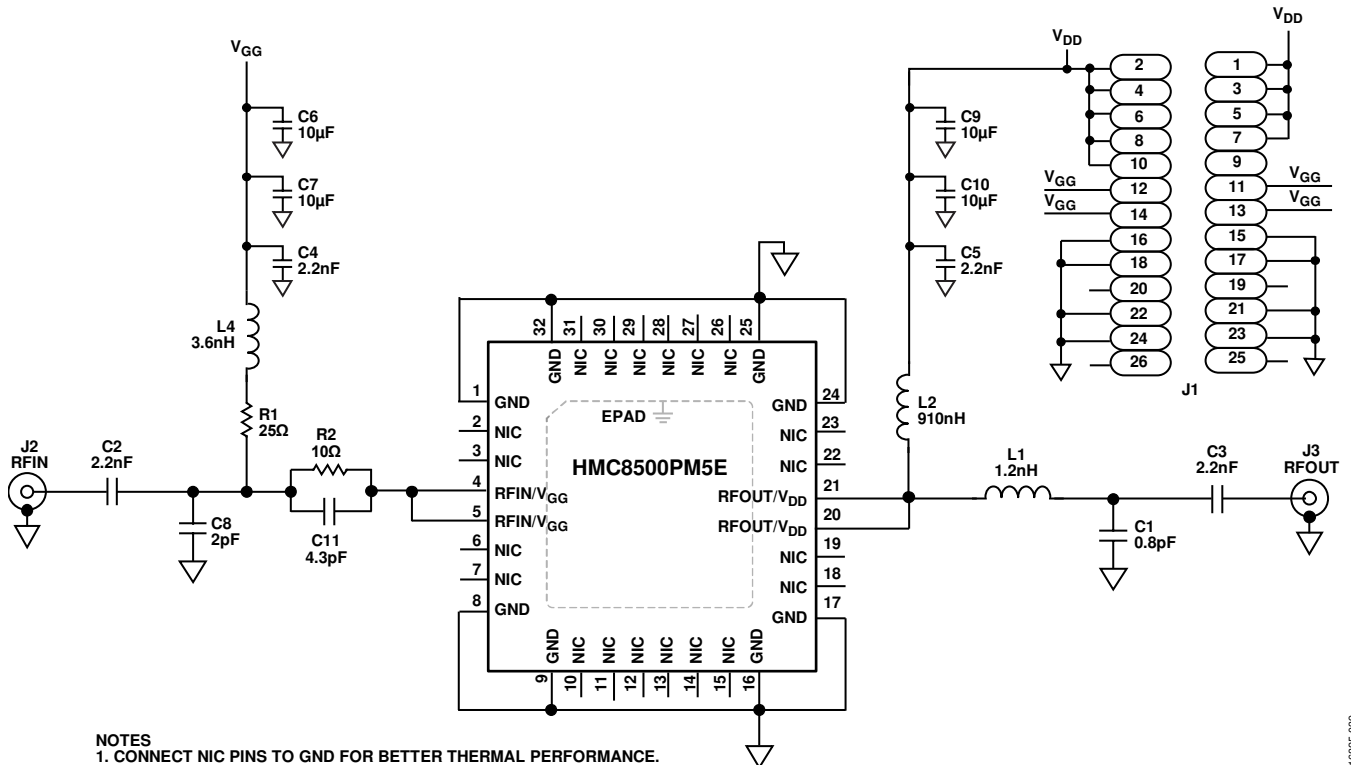 VGG
C6
10µF
C7
10µF
C4
2.2nF
L4
3.6nH
R1
25Ω
J2
RFIN
C2
2.2nF
C8
2pF
R2
10Ω
C11
4.3pF
32
31
30
29
28
27
26
25
GND
NIC
NIC
NIC
NIC
NIC
NIC
GND
1
GND
2
NIC
3
NIC
4
RFIN/VGG
5
RFIN/VGG
6
NIC
7
NIC
8
GND
EPAD
HMC8500PM5E
24
GND
23
NIC
22
NIC
21
RFOUT/VDD
20
RFOUT/VDD
19
NIC
18
NIC
17
GND
GND
NIC
NIC
NIC
NIC
NIC
NIC
GND
9
10
11
12
13
14
15
16
VDD
C9
10µF
C10
10µF
C5
2.2nF
L2
910nH
L1
1.2nH
C3
2.2nF
J3
RFOUT
C1
0.8pF
2
4
6
8
10
VGG
12
VGG
14
16
18
20
22
24
26
VDD
1
3
5
7
9
11
VGG
13
VGG
15
17
19
21
23
25
J1
NOTES
1. CONNECT NIC PINS TO GND FOR BETTER THERMAL PERFORMANCE.